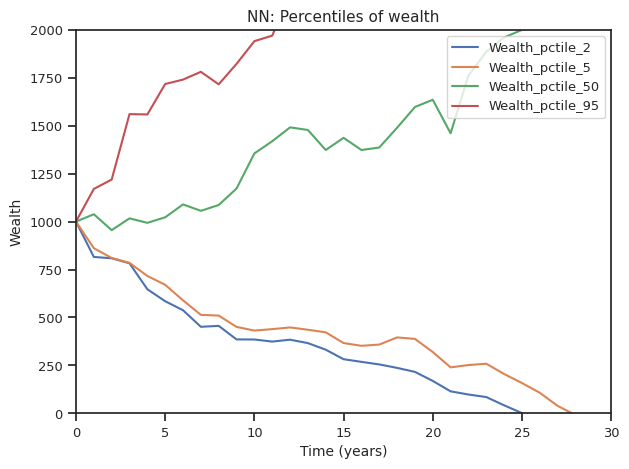 NN: Percentiles of wealth
2000
1750
1500
1250
1000
750
500
250
0
Wealth
Wealth_pctile_2
Wealth_pctile_5
Wealth_pctile_50
Wealth_pctile_95
0 5 10 15 20 25 30
Time (years)